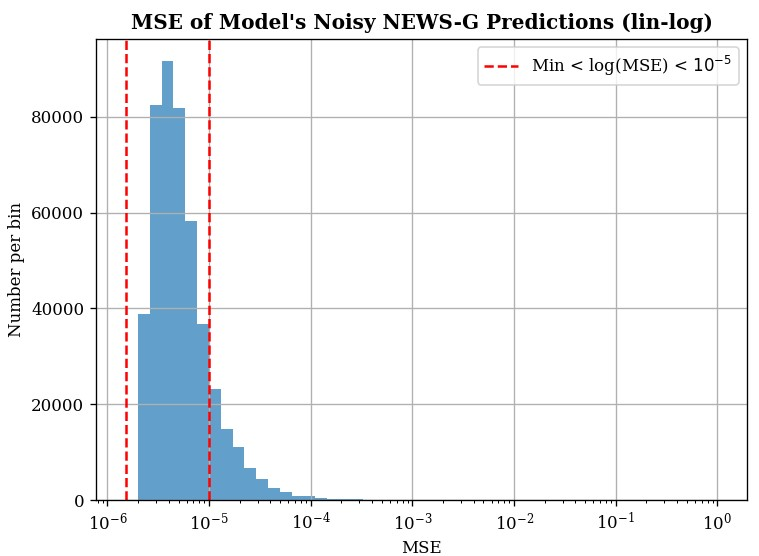 MSE of Model's Noisy NEWS-G Predictions (lin-log)
Min < log(MSE) < 10⁻⁵
Number per bin
80000
60000
40000
20000
0
10⁻⁶ 10⁻⁵ 10⁻⁴ 10⁻³ 10⁻² 10⁻¹ 10⁰
MSE